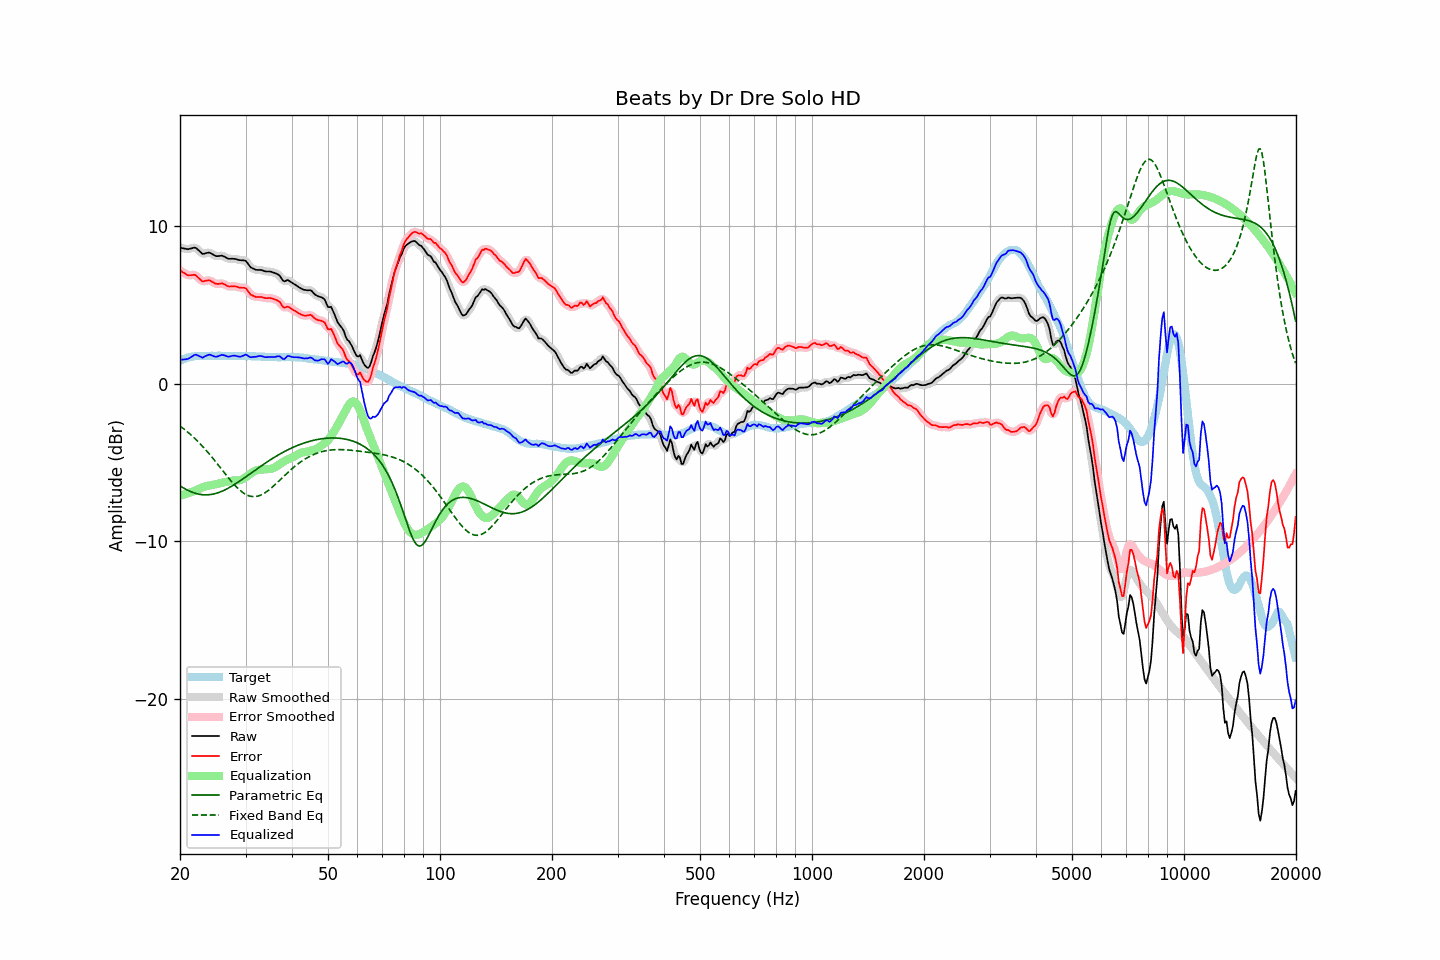 Beats by Dr Dre Solo HD
Amplitude (dBr)
10
0
−10
−20
Target
Raw Smoothed
Error Smoothed
Raw
Error
Equalization
Parametric Eq
Fixed Band Eq
Equalized
20 50 100 200 500 1000 2000 5000 10000 20000
Frequency (Hz)